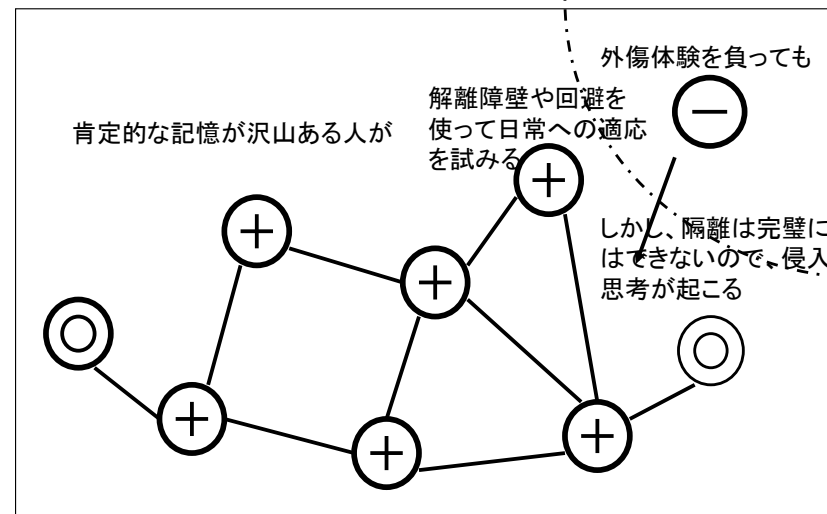 外傷体験を負っても
解離障壁や回避を
使って日常への適応
を試みる
肯定的な記憶が沢山ある人が
しかし、隔離は完璧に
はできないので、侵入
思考が起こる